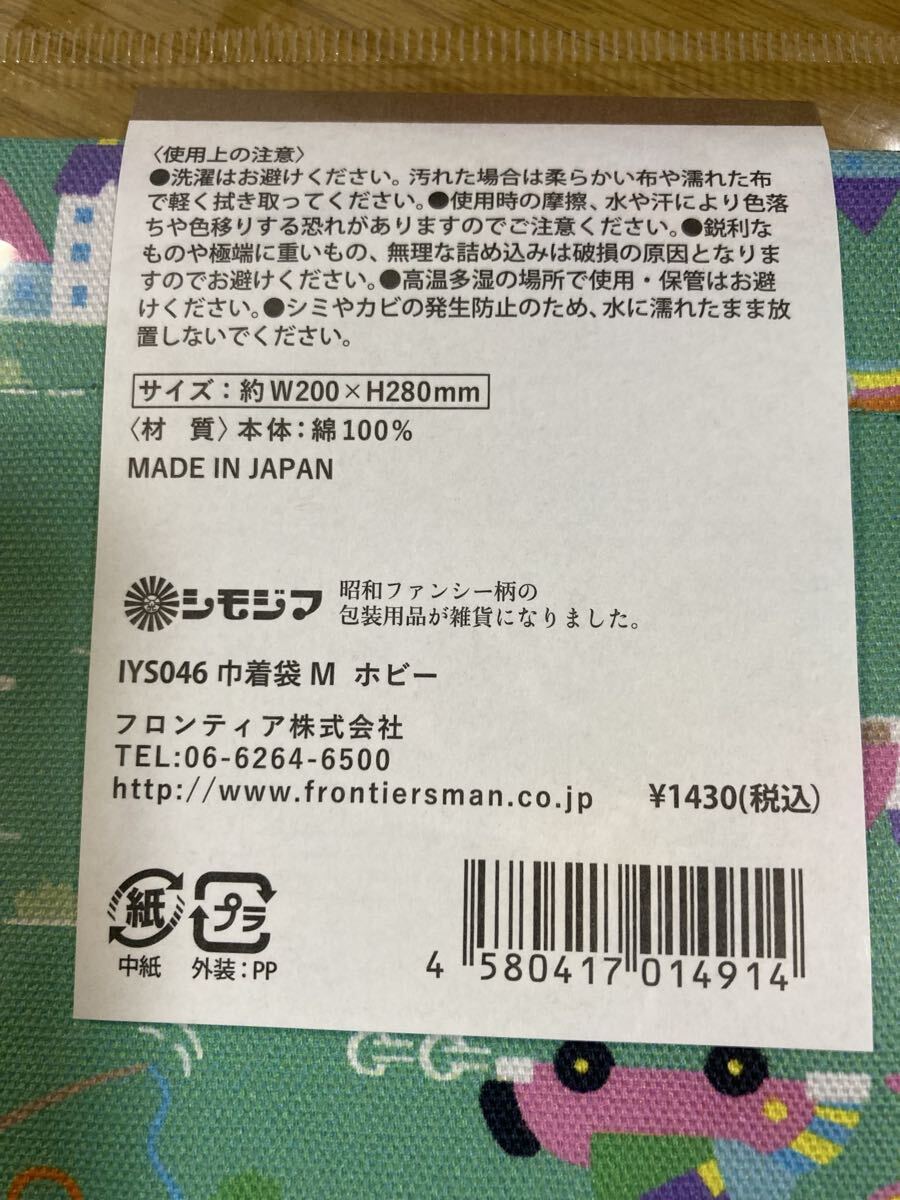 〈使用上の注意〉
●洗濯はお避けください。汚れた場合は柔らかい布や濡れた布
で軽く拭き取ってください。●使用時の摩擦、水や汗により色落
ちや色移りする恐れがありますのでご注意ください。●鋭利な
ものや極端に重いもの、無理な詰め込みは破損の原因となりま
すのでお避けください。●高温多湿の場所で使用・保管はお避
けください。●シミやカビの発生防止のため、水に濡れたまま放
置しないでください。
サイズ：約W200×H280mm
〈材　質〉本体：綿100%
MADE IN JAPAN
シモジマ
昭和ファンシー柄の
包装用品が雑貨になりました。
IYS046 巾着袋 M ホビー
フロンティア株式会社
TEL:06-6264-6500
http://www.frontiersman.co.jp ¥1430(税込)
紙 プラ
中紙 外装：PP
4 580417 014914